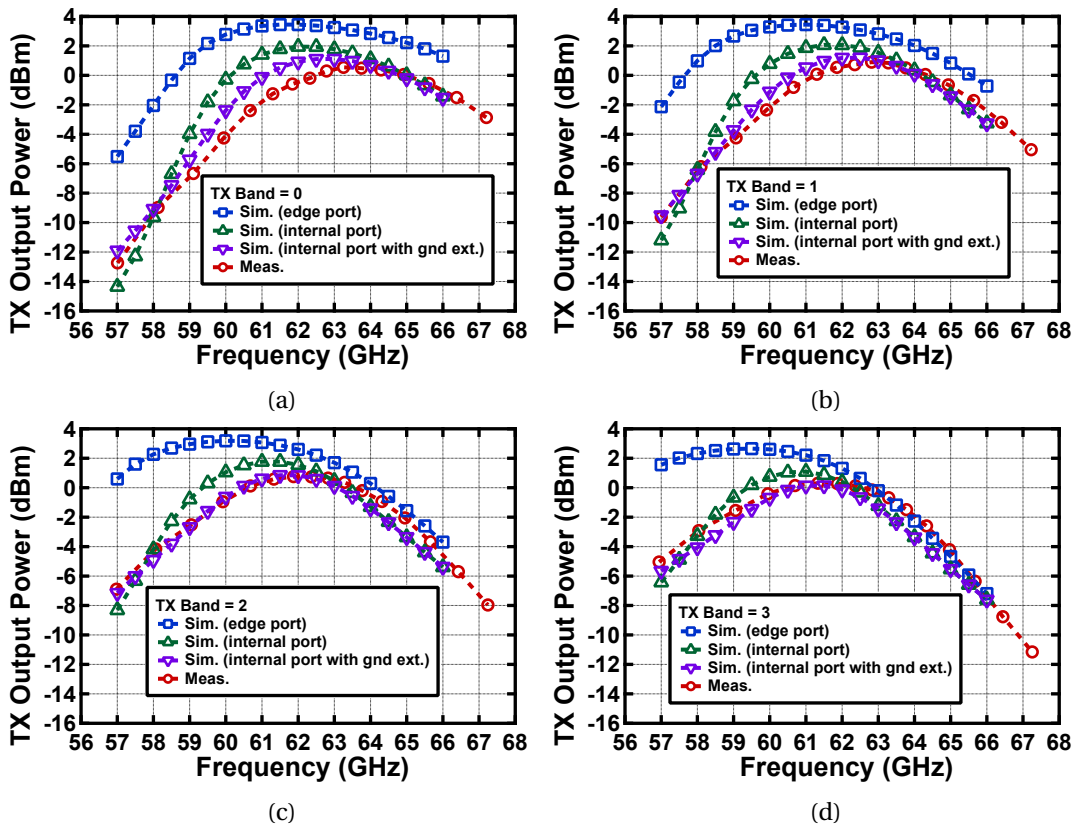 TX Output Power (dBm)
4
2
0
-2
-4
-6
-8
-10
-12
-14
-16
TX Band = 0
Sim. (edge port)
Sim. (internal port)
Sim. (internal port with gnd ext.)
Meas.
56 57 58 59 60 61 62 63 64 65 66 67 68
Frequency (GHz)
(a)
TX Output Power (dBm)
4
2
0
-2
-4
-6
-8
-10
-12
-14
-16
TX Band = 1
Sim. (edge port)
Sim. (internal port)
Sim. (internal port with gnd ext.)
Meas.
56 57 58 59 60 61 62 63 64 65 66 67 68
Frequency (GHz)
(b)
TX Output Power (dBm)
4
2
0
-2
-4
-6
-8
-10
-12
-14
-16
TX Band = 2
Sim. (edge port)
Sim. (internal port)
Sim. (internal port with gnd ext.)
Meas.
56 57 58 59 60 61 62 63 64 65 66 67 68
Frequency (GHz)
(c)
TX Output Power (dBm)
4
2
0
-2
-4
-6
-8
-10
-12
-14
-16
TX Band = 3
Sim. (edge port)
Sim. (internal port)
Sim. (internal port with gnd ext.)
Meas.
56 57 58 59 60 61 62 63 64 65 66 67 68
Frequency (GHz)
(d)